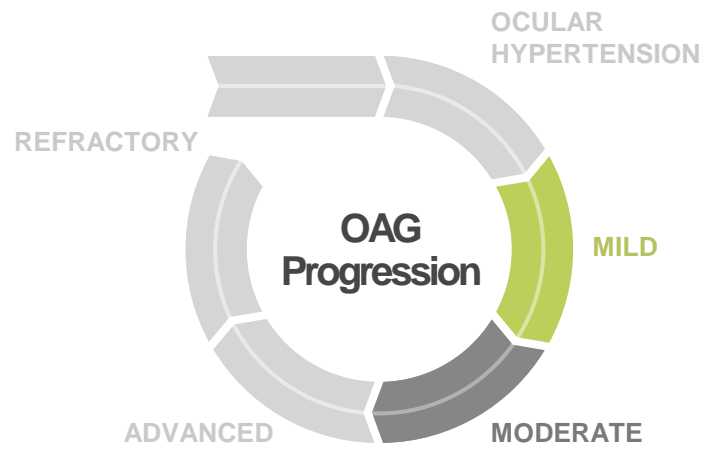 OCULAR
HYPERTENSION
REFRACTORY
OAG
Progression
MILD
ADVANCED
MODERATE